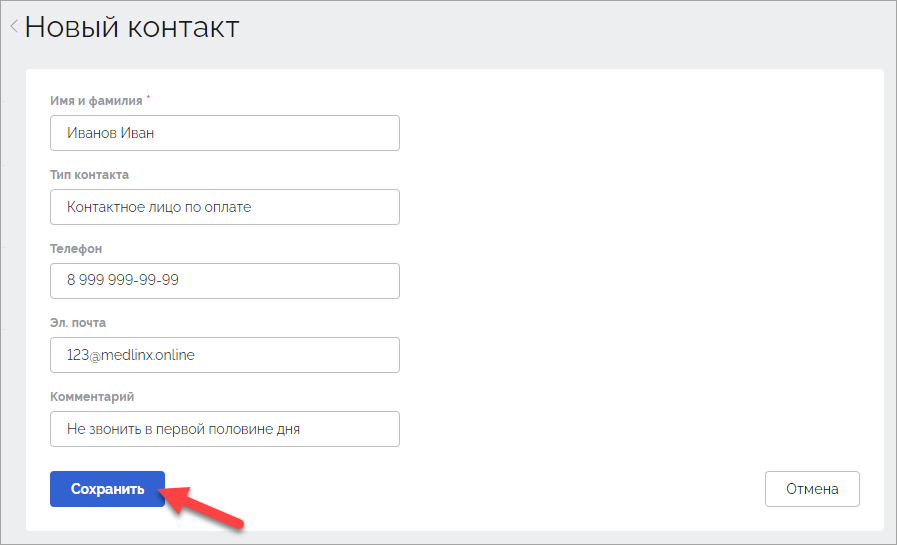 Новый контакт
Имя и фамилия *
Иванов Иван
Тип контакта
Контактное лицо по оплате
Телефон
8 999 999-99-99
Эл. почта
123@medlinx.online
Комментарий
Не звонить в первой половине дня
Сохранить
Отмена